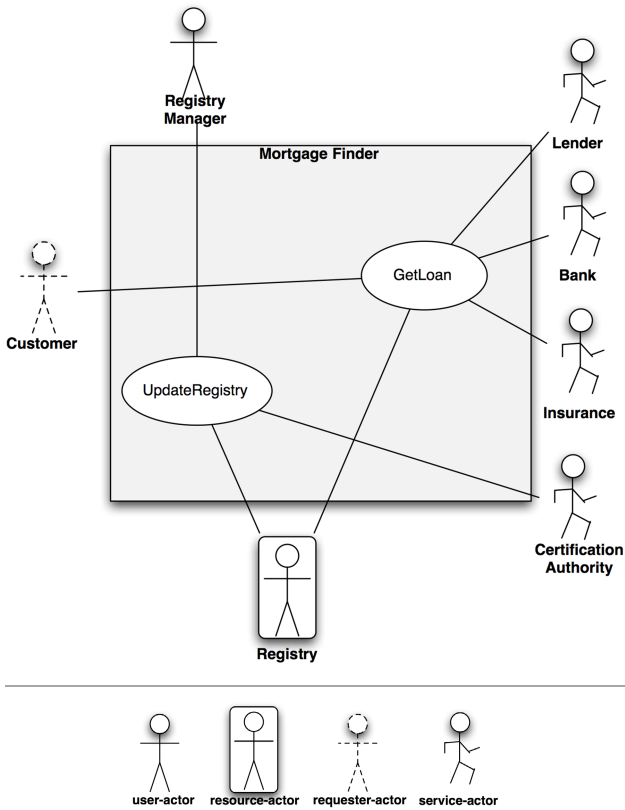 Registry
Manager
Mortgage Finder
Lender
GetLoan
Bank
Customer
UpdateRegistry
Insurance
Certification
Authority
Registry
user-actor resource-actor requester-actor service-actor